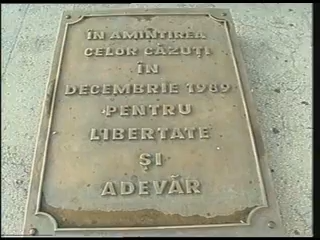 ÎN AMINTIREA
CELOR CĂZUȚI
ÎN
DECEMBRIE 1989
PENTRU
LIBERTATE
ȘI
ADEVĂR